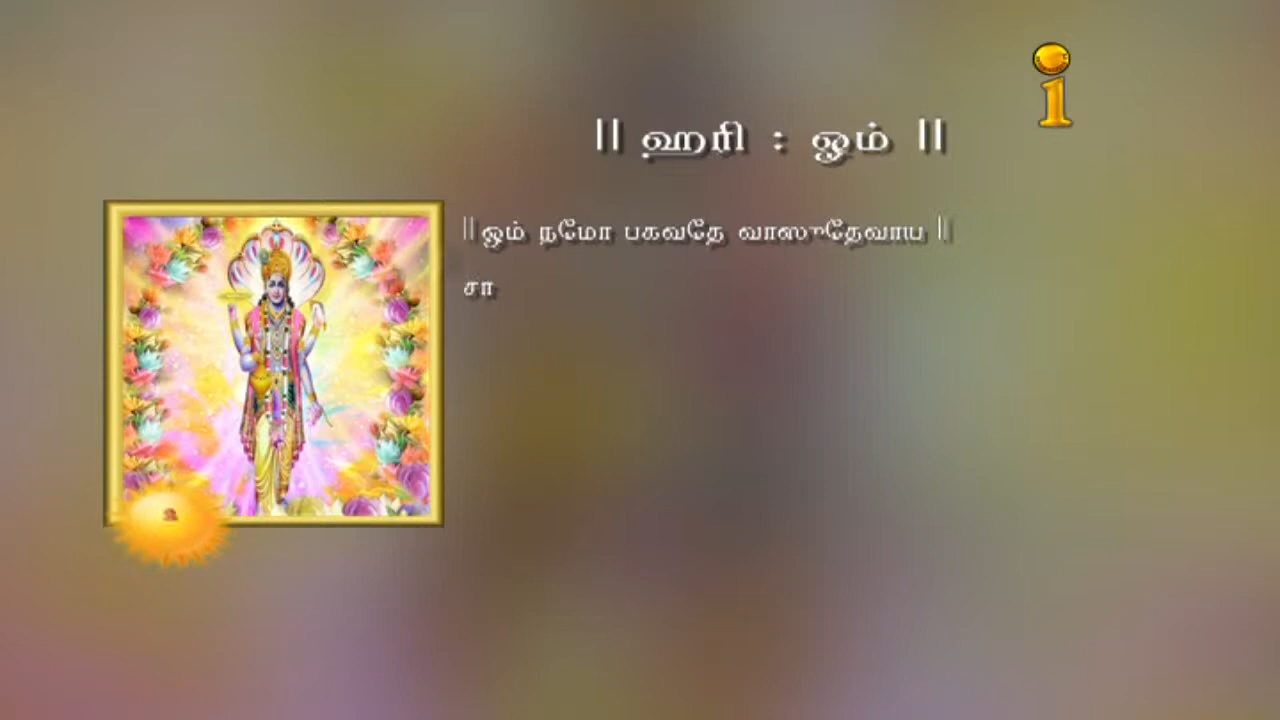 || ஹரி : ஓம் ||
|| ஓம் நமோ பகவதே வாஸுதேவாய ||
சா